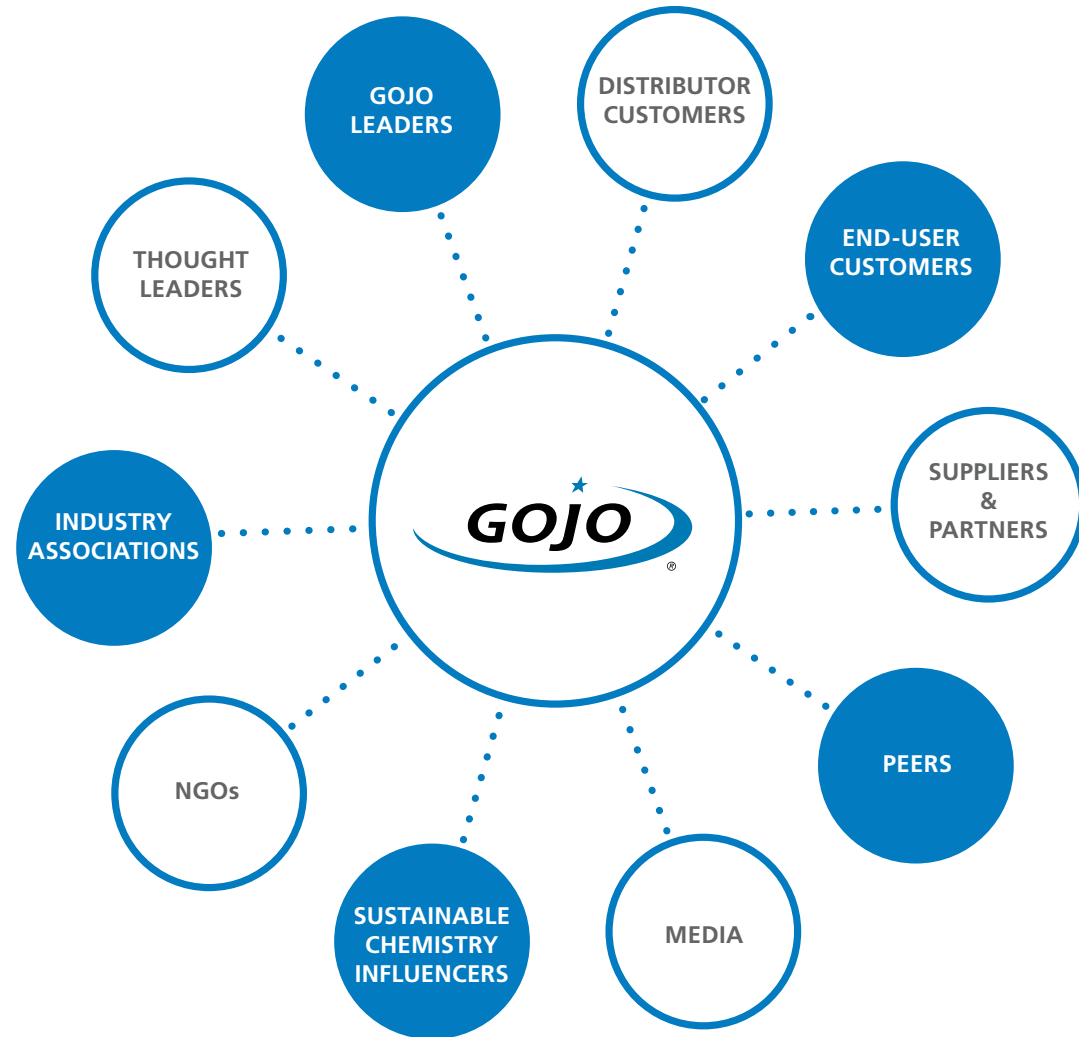 GOJO
LEADERS
DISTRIBUTOR
CUSTOMERS
END-USER
CUSTOMERS
THOUGHT
LEADERS
SUPPLIERS
&
PARTNERS
GOJO
®
INDUSTRY
ASSOCIATIONS
PEERS
NGOs
MEDIA
SUSTAINABLE
CHEMISTRY
INFLUENCERS